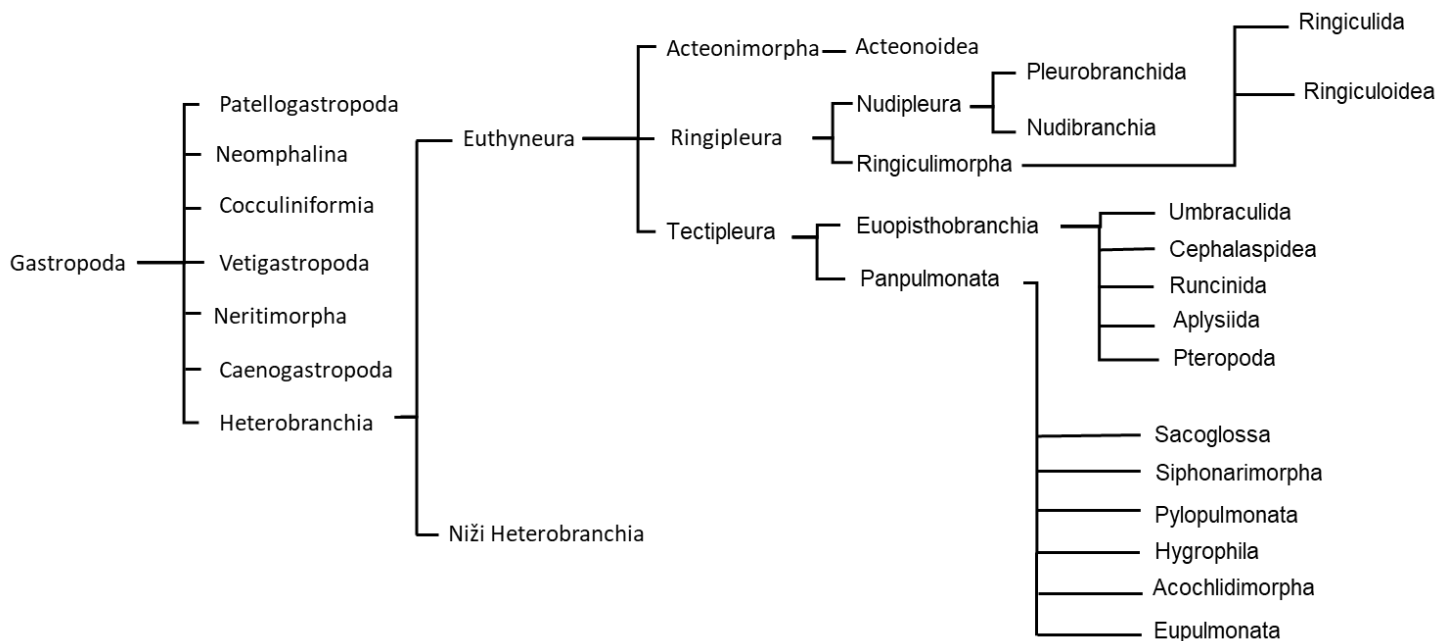 Gastropoda
Patellogastropoda
Neomphalina
Cocculiniformia
Vetigastropoda
Neritimorpha
Caenogastropoda
Heterobranchia
Euthyneura
Niži Heterobranchia
Acteonimorpha
Acteonoidea
Ringipleura
Nudipleura
Pleurobranchida
Nudibranchia
Ringiculimorpha
Ringiculida
Ringiculoidea
Tectipleura
Euopisthobranchia
Umbraculida
Cephalaspidea
Runcinida
Aplysiida
Pteropoda
Panpulmonata
Sacoglossa
Siphonarimorpha
Pylopulmonata
Hygrophila
Acochlidimorpha
Eupulmonata